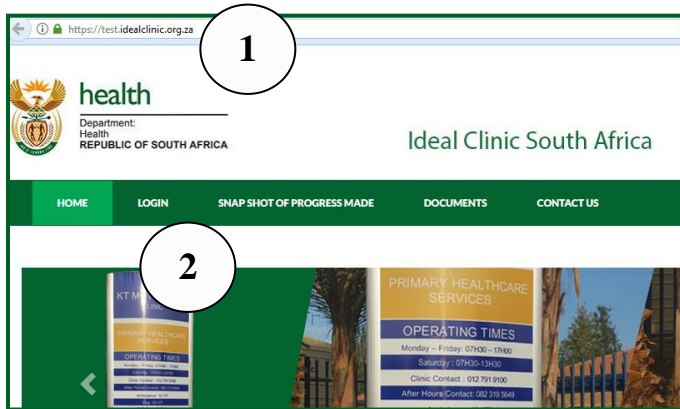 https://test.idealclinic.org.za
1
health
Department:
Health
REPUBLIC OF SOUTH AFRICA
Ideal Clinic South Africa
HOME LOGIN SNAP SHOT OF PROGRESS MADE DOCUMENTS CONTACT US
2
KT
PRIMARY HEALTHCARE
SERVICES
OPERATING TIMES
PRIMARY HEALTHCARE
SERVICES
OPERATING TIMES
Monday – Friday: 07H30 – 17H00
Saturday : 07H30-13H30
Clinic Contact : 012 791 9100
After Hours Contact: 082 319 5649